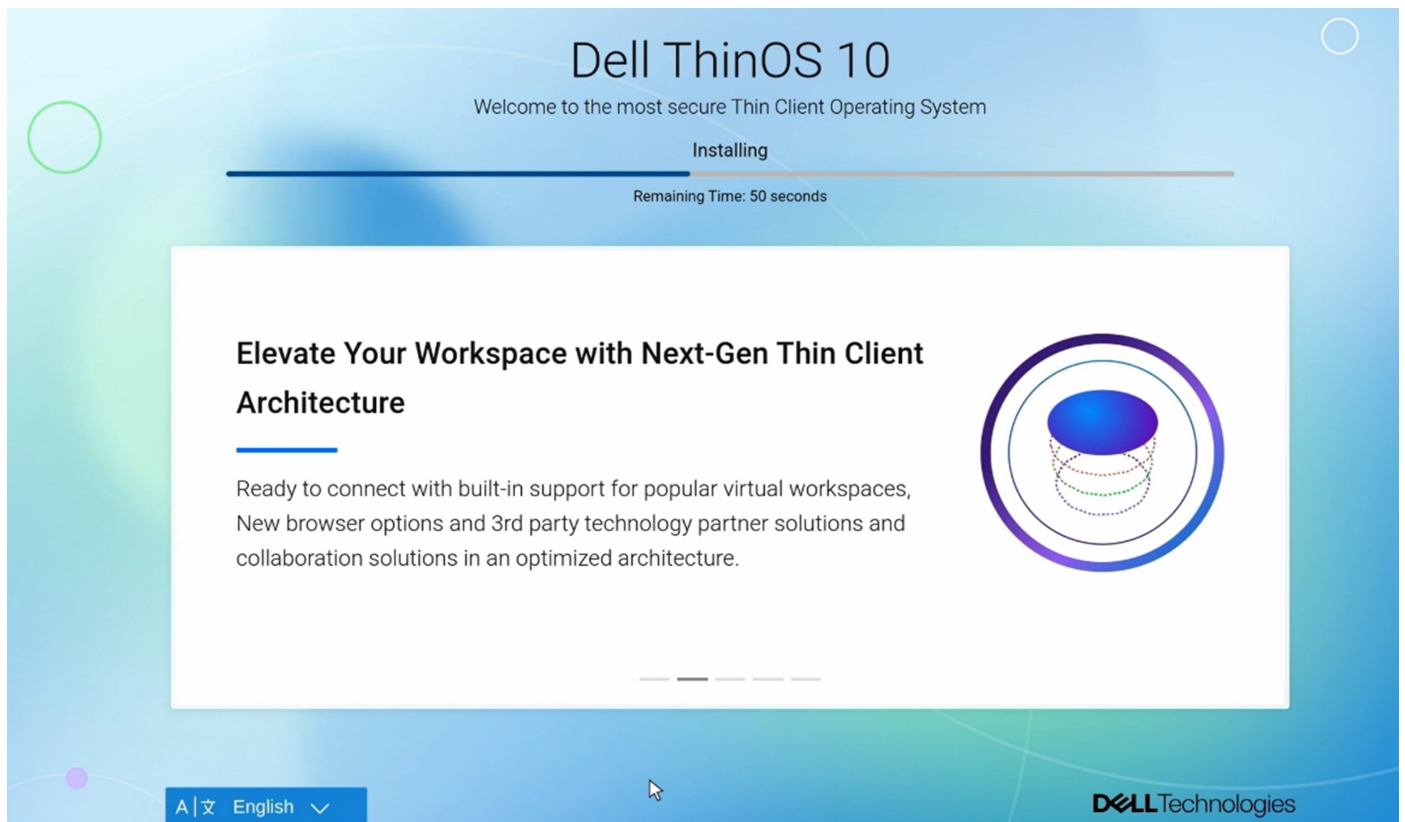 Dell ThinOS 10
Welcome to the most secure Thin Client Operating System
Installing
Remaining Time: 50 seconds
Elevate Your Workspace with Next-Gen Thin Client
Architecture
Ready to connect with built-in support for popular virtual workspaces,
New browser options and 3rd party technology partner solutions and
collaboration solutions in an optimized architecture.
A|文 English
DELL Technologies